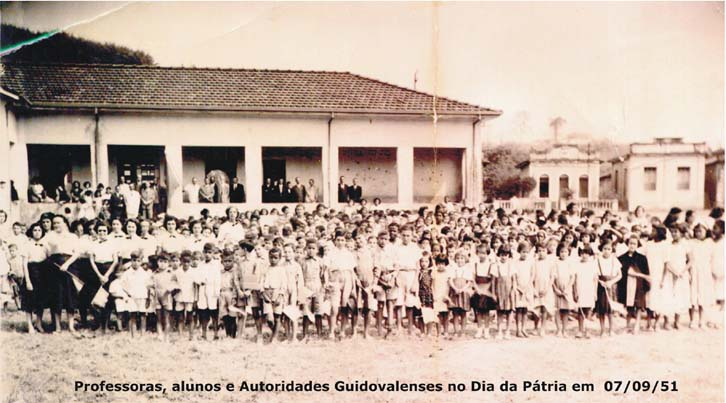 Professoras, alunos e Autoridades Guidovalenses no Dia da Pátria em 07/09/51